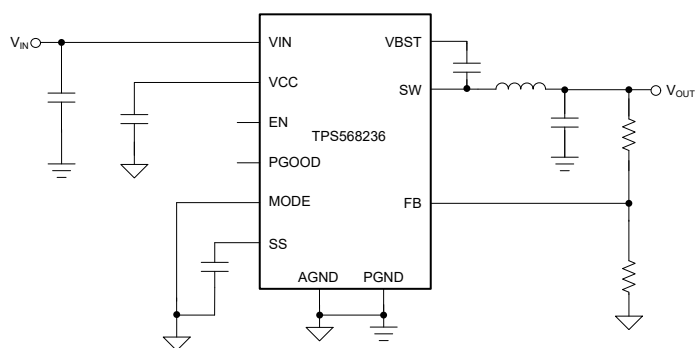 VIN
VIN
VBST
VCC
SW
VOUT
EN
TPS568236
PGOOD
MODE
FB
SS
AGND PGND